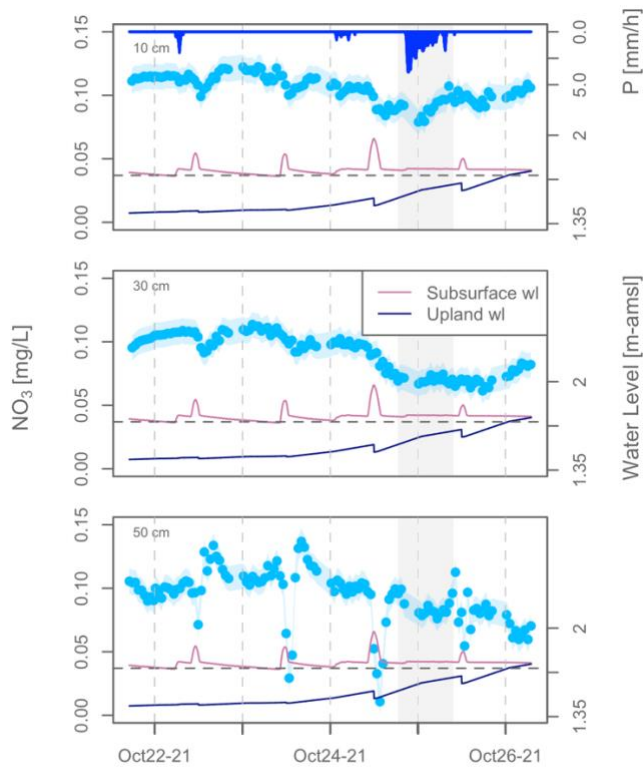 0.15
0.10
0.05
0.00
10 cm
0.0
5.0
2
1.35
P [mm/h]
0.15
0.10
0.05
0.00
30 cm
Subsurface wl
Upland wl
2
1.35
NO₃ [mg/L]
Water Level [m-amsl]
0.15
0.10
0.05
0.00
50 cm
2
1.35
Oct22-21
Oct24-21
Oct26-21